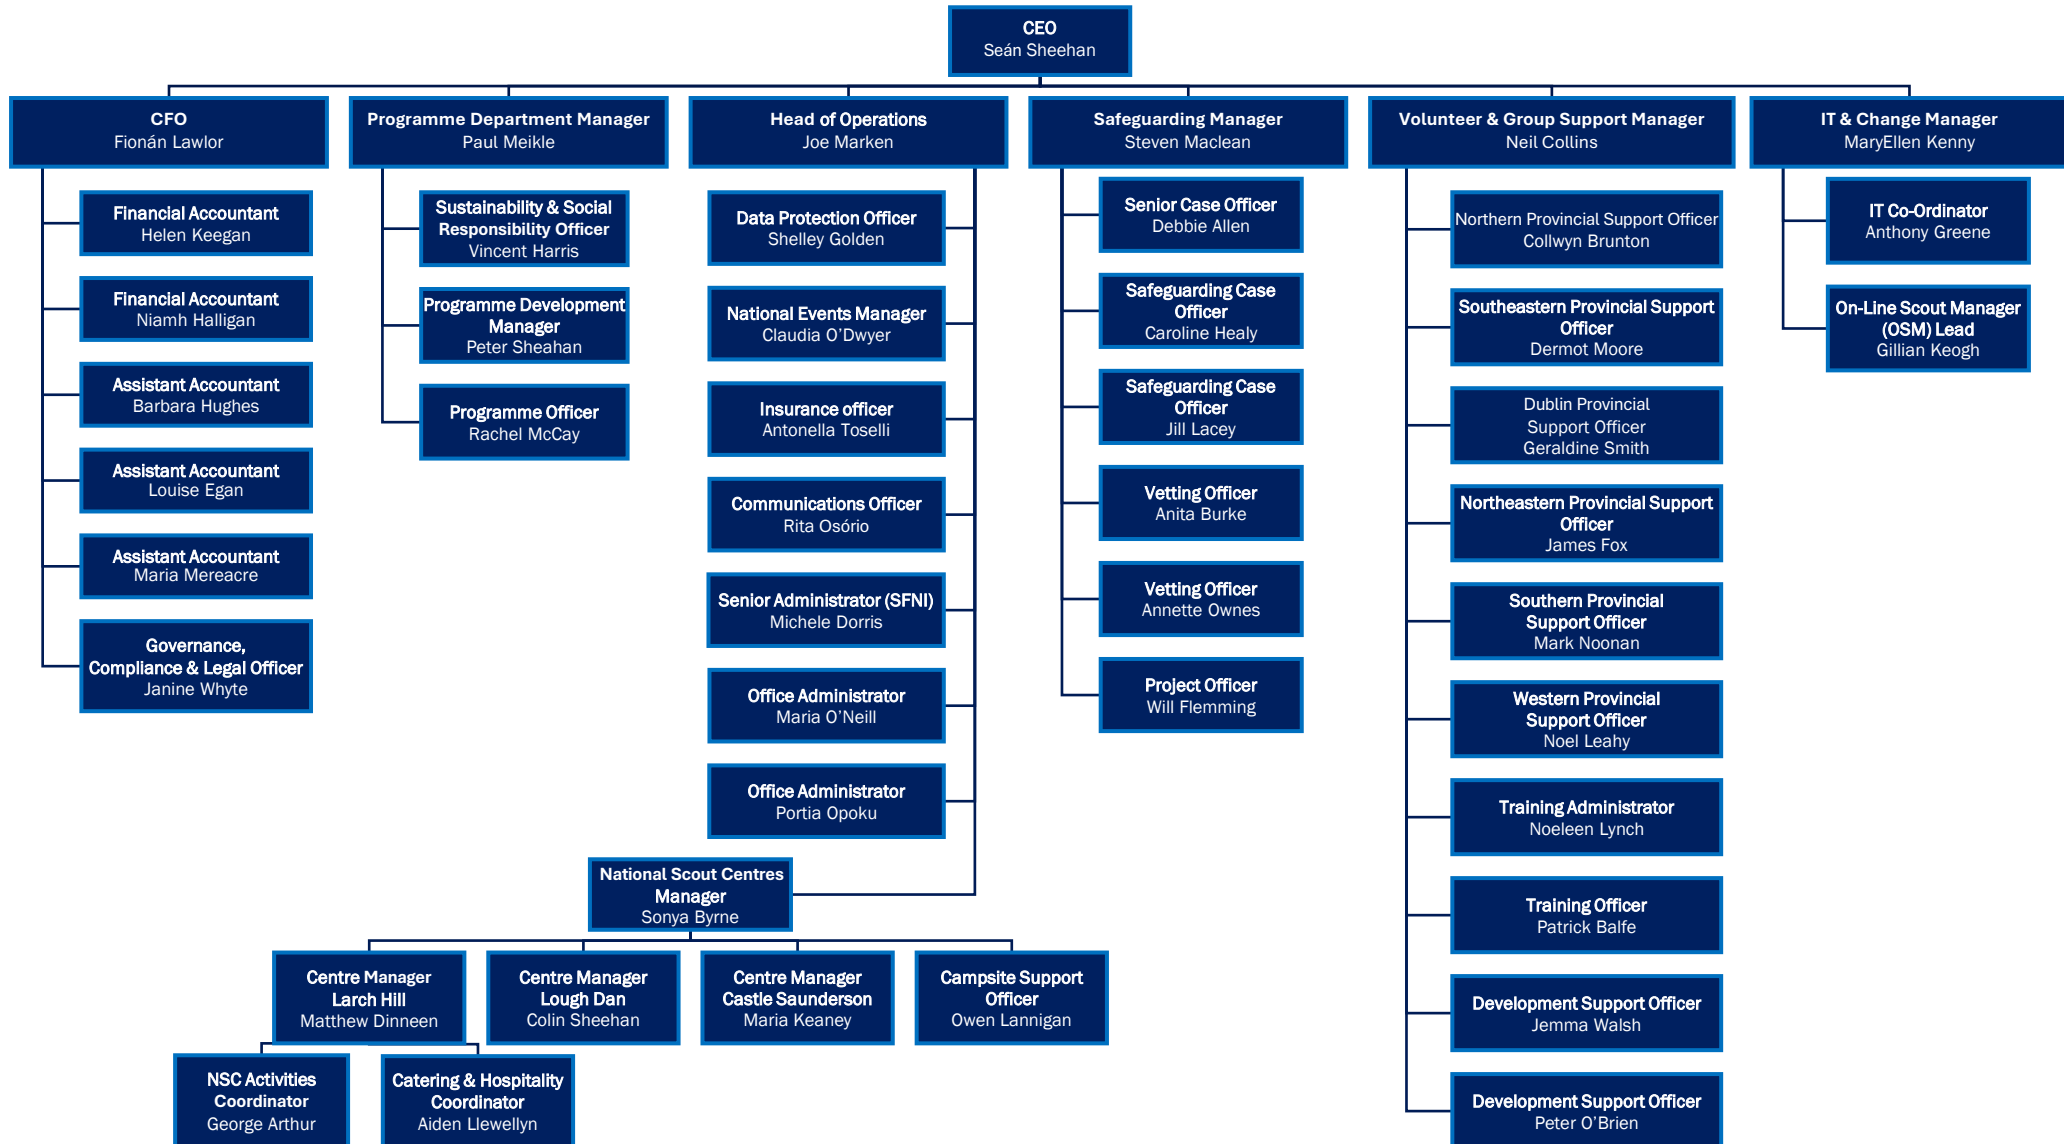 CEO
Seán Sheehan
CFO
Fionán Lawlor
Programme Department Manager
Paul Meikle
Head of Operations
Joe Marken
Safeguarding Manager
Steven Maclean
Volunteer & Group Support Manager
Neil Collins
IT & Change Manager
MaryEllen Kenny
Financial Accountant
Helen Keegan
Financial Accountant
Niamh Halligan
Assistant Accountant
Barbara Hughes
Assistant Accountant
Louise Egan
Assistant Accountant
Maria Mereacre
Governance,
Compliance & Legal Officer
Janine Whyte
Sustainability & Social
Responsibility Officer
Vincent Harris
Programme Development
Manager
Peter Sheahan
Programme Officer
Rachel McCay
Data Protection Officer
Shelley Golden
National Events Manager
Claudia O'Dwyer
Insurance officer
Antonella Toselli
Communications Officer
Rita Osório
Senior Administrator (SFNI)
Michele Dorris
Office Administrator
Maria O'Neill
Office Administrator
Portia Opoku
National Scout Centres
Manager
Sonya Byrne
Centre Manager
Larch Hill
Matthew Dinneen
Centre Manager
Lough Dan
Colin Sheehan
Centre Manager
Castle Saunderson
Maria Keaney
Campsite Support
Officer
Owen Lannigan
NSC Activities
Coordinator
George Arthur
Catering & Hospitality
Coordinator
Aiden Llewellyn
Senior Case Officer
Debbie Allen
Safeguarding Case
Officer
Caroline Healy
Safeguarding Case
Officer
Jill Lacey
Vetting Officer
Anita Burke
Vetting Officer
Annette Ownes
Project Officer
Will Flemming
Northern Provincial Support Officer
Collwyn Brunton
Southeastern Provincial Support
Officer
Dermot Moore
Dublin Provincial
Support Officer
Geraldine Smith
Northeastern Provincial Support
Officer
James Fox
Southern Provincial
Support Officer
Mark Noonan
Western Provincial
Support Officer
Noel Leahy
Training Administrator
Noeleen Lynch
Training Officer
Patrick Balfe
Development Support Officer
Jemma Walsh
Development Support Officer
Peter O'Brien
IT Co-Ordinator
Anthony Greene
On-Line Scout Manager
(OSM) Lead
Gillian Keogh